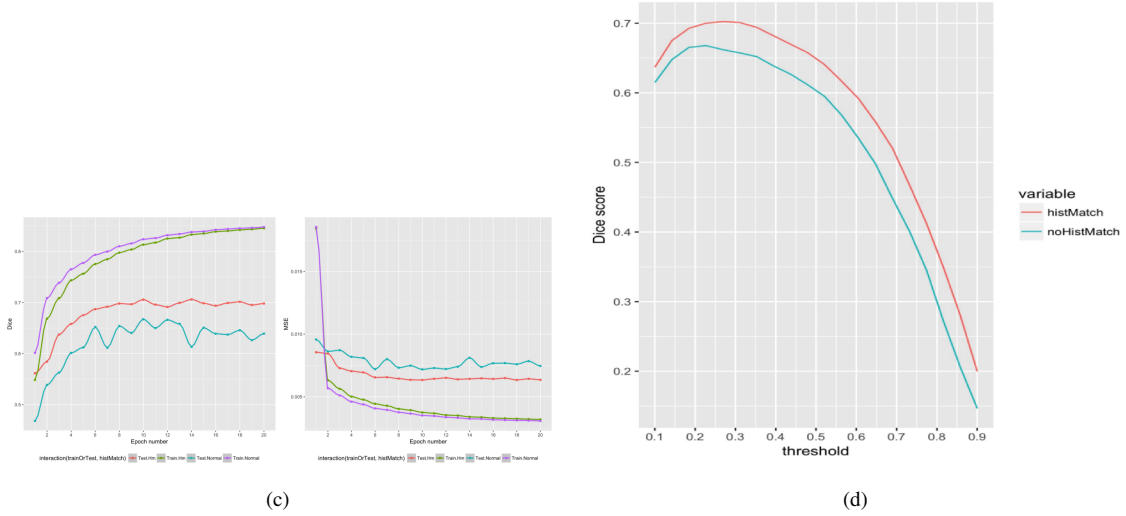 0.8
0.7
0.6
0.5
Dice
2 4 6 8 10 12 14 16 18 20
Epoch number
interaction(trainOrTest, histMatch) Test.Hm Train.Hm Test.Normal Train.Normal
0.015
0.010
0.005
MSE
2 4 6 8 10 12 14 16 18 20
Epoch number
interaction(trainOrTest, histMatch) Test.Hm Train.Hm Test.Normal Train.Normal
(c)
0.7
0.6
0.5
0.4
0.3
0.2
Dice score
0.1 0.2 0.3 0.4 0.5 0.6 0.7 0.8 0.9
threshold
variable
histMatch
noHistMatch
(d)